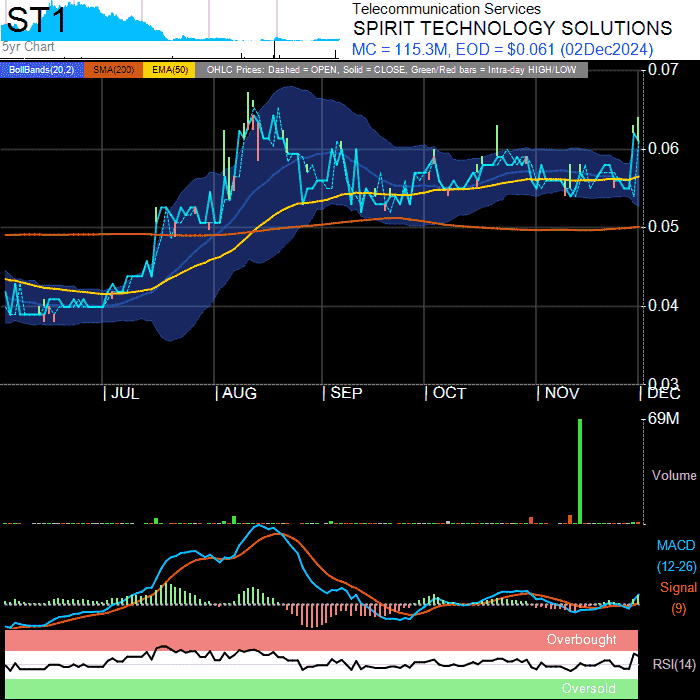 ST1
5yr Chart
Telecommunication Services
SPIRIT TECHNOLOGY SOLUTIONS
MC = 115.3M, EOD = $0.061 (02Dec2024)
BollBands(20,2) SMA(200) EMA(50) OHLC Prices: Dashed = OPEN, Solid = CLOSE, Green/Red bars = Intra-day HIGH/LOW
0.07
0.06
0.05
0.04
0.03
JUL AUG SEP OCT NOV DEC
69M
Volume
MACD
(12-26)
Signal
(9)
Overbought
RSI(14)
Oversold